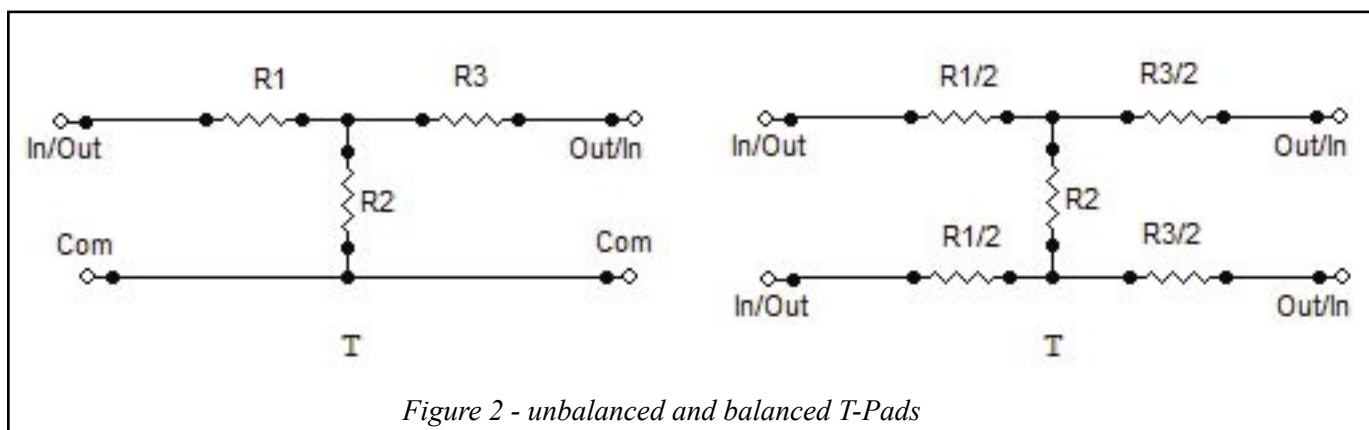 R1 R3 R1/2 R3/2
In/Out Out/In In/Out Out/In
R2 R2
Com Com R1/2 R3/2
In/Out Out/In
T T
Figure 2 - unbalanced and balanced T-Pads